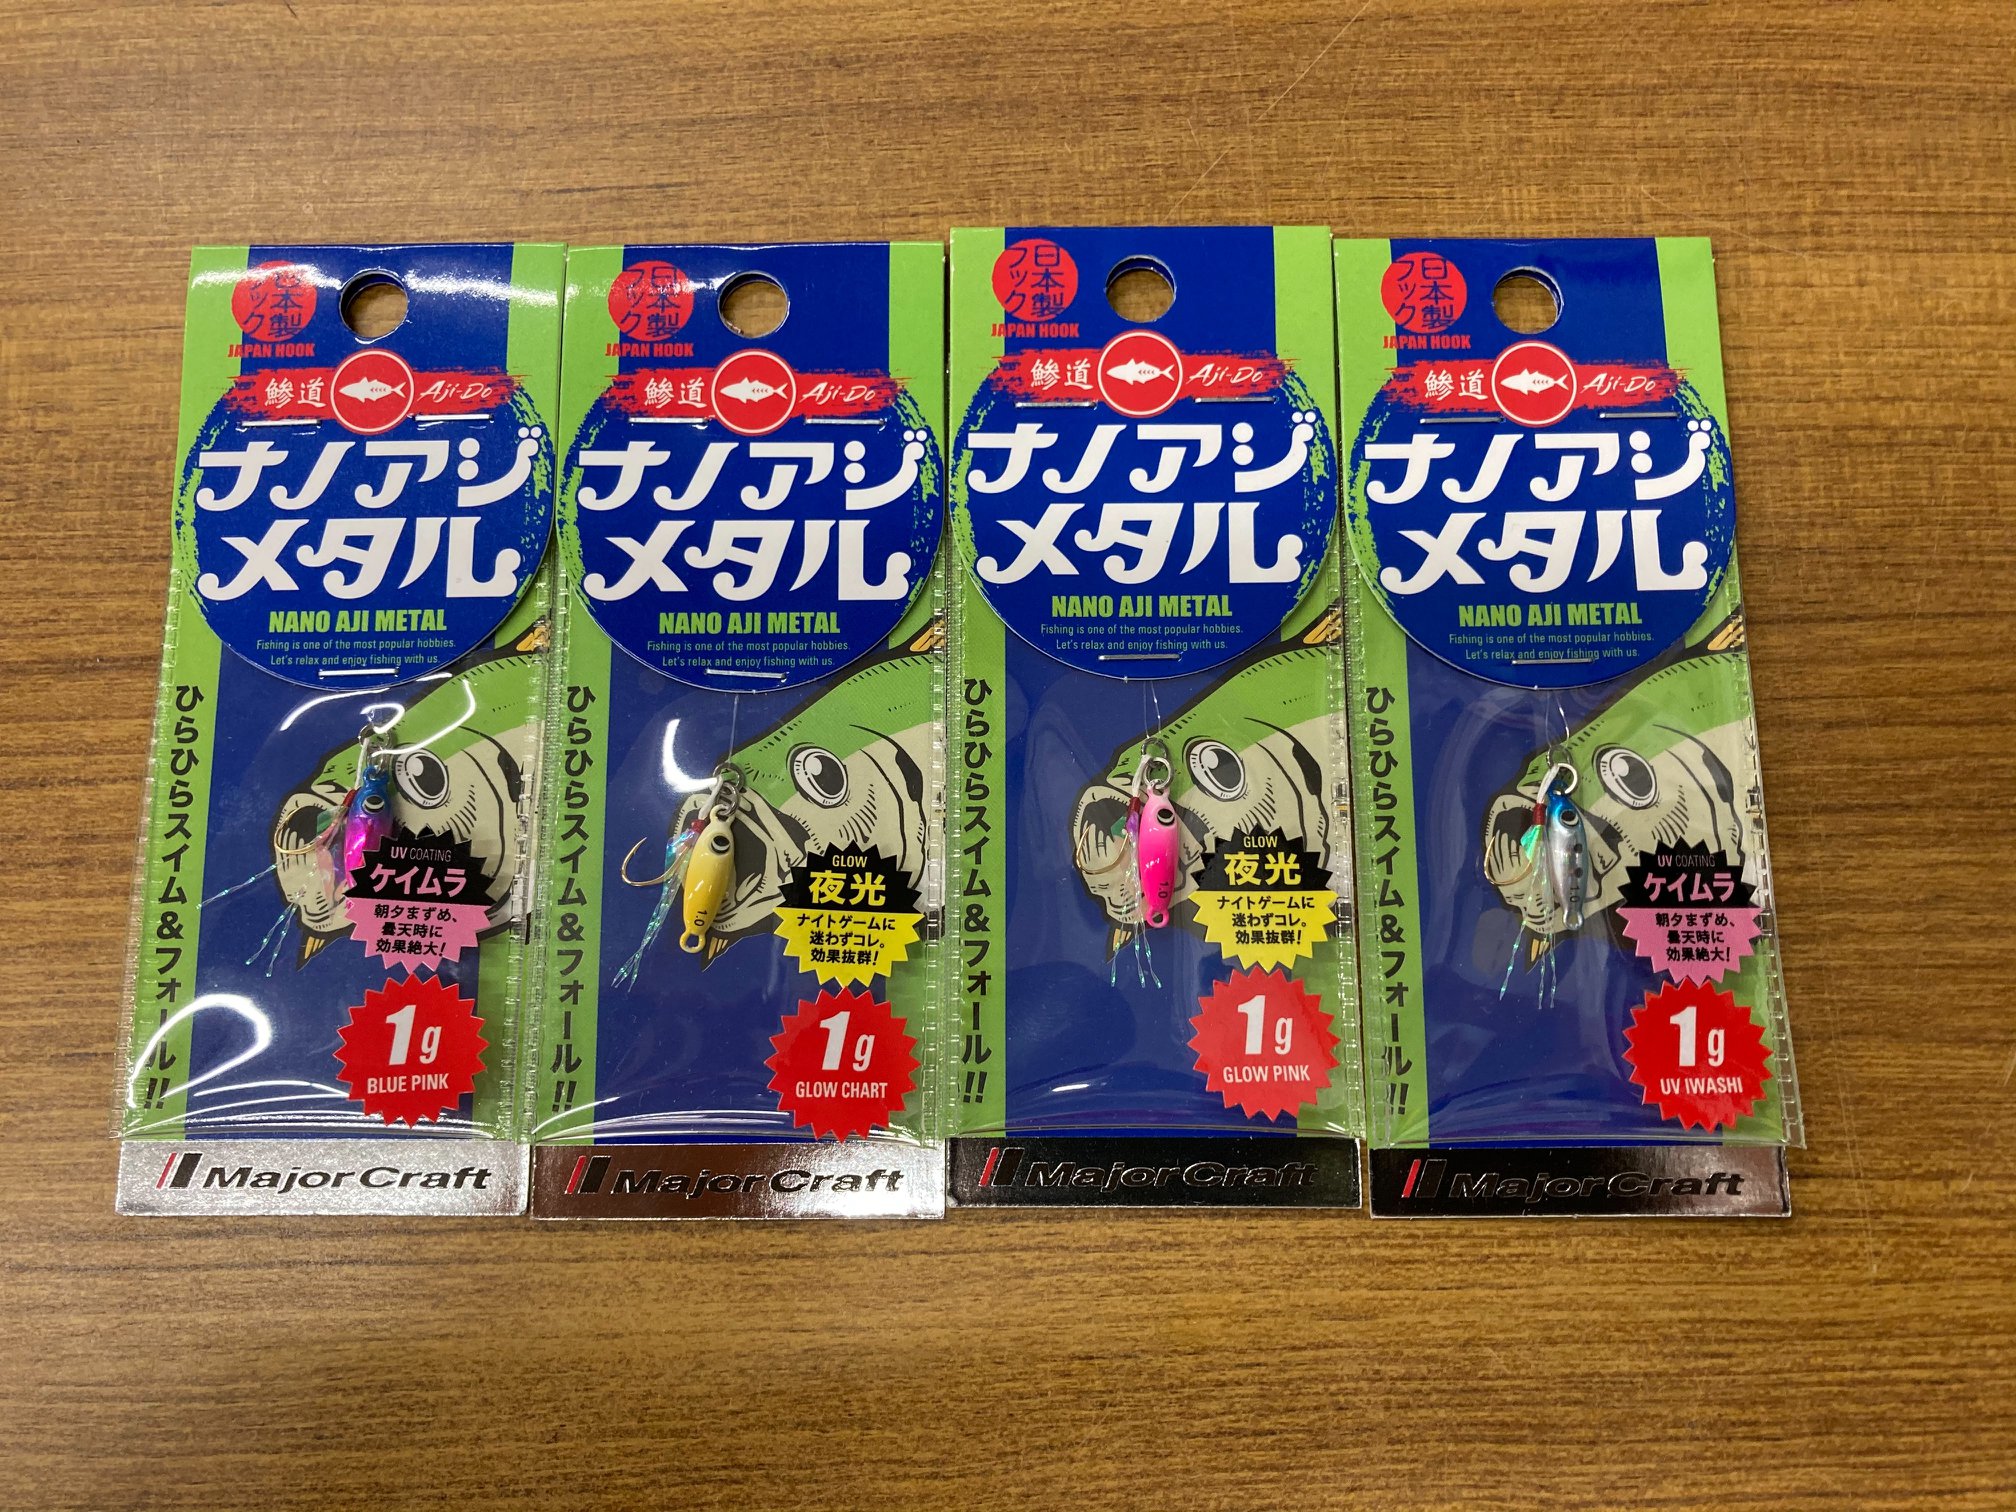 日本製
フック
JAPAN HOOK
鯵道 Aji-Do
ナノアジ
メタル
NANO AJI METAL
Fishing is one of the most popular hobbies.
Let's relax and enjoy fishing with us.
ひらひらスイム&フォール!!
UV COATING
ケイムラ
朝夕まずめ、
曇天時に
効果絶大!
1g
BLUE PINK
Major Craft
日本製
フック
JAPAN HOOK
鯵道 Aji-Do
ナノアジ
メタル
NANO AJI METAL
Fishing is one of the most popular hobbies.
Let's relax and enjoy fishing with us.
ひらひらスイム&フォール!!
1.0
GLOW
夜光
ナイトゲームに
迷わずコレ。
効果抜群!
1g
GLOW CHART
Major Craft
日本製
フック
JAPAN HOOK
鯵道 Aji-Do
ナノアジ
メタル
NANO AJI METAL
Fishing is one of the most popular hobbies.
Let's relax and enjoy fishing with us.
ひらひらスイム&フォール!!
1.0
GLOW
夜光
ナイトゲームに
迷わずコレ。
効果抜群!
1g
GLOW PINK
Major Craft
日本製
フック
JAPAN HOOK
鯵道 Aji-Do
ナノアジ
メタル
NANO AJI METAL
Fishing is one of the most popular hobbies.
Let's relax and enjoy fishing with us.
ひらひらスイム&フォール!!
1.0
UV COATING
ケイムラ
朝夕まずめ、
曇天時に
効果絶大!
1g
UV IWASHI
Major Craft